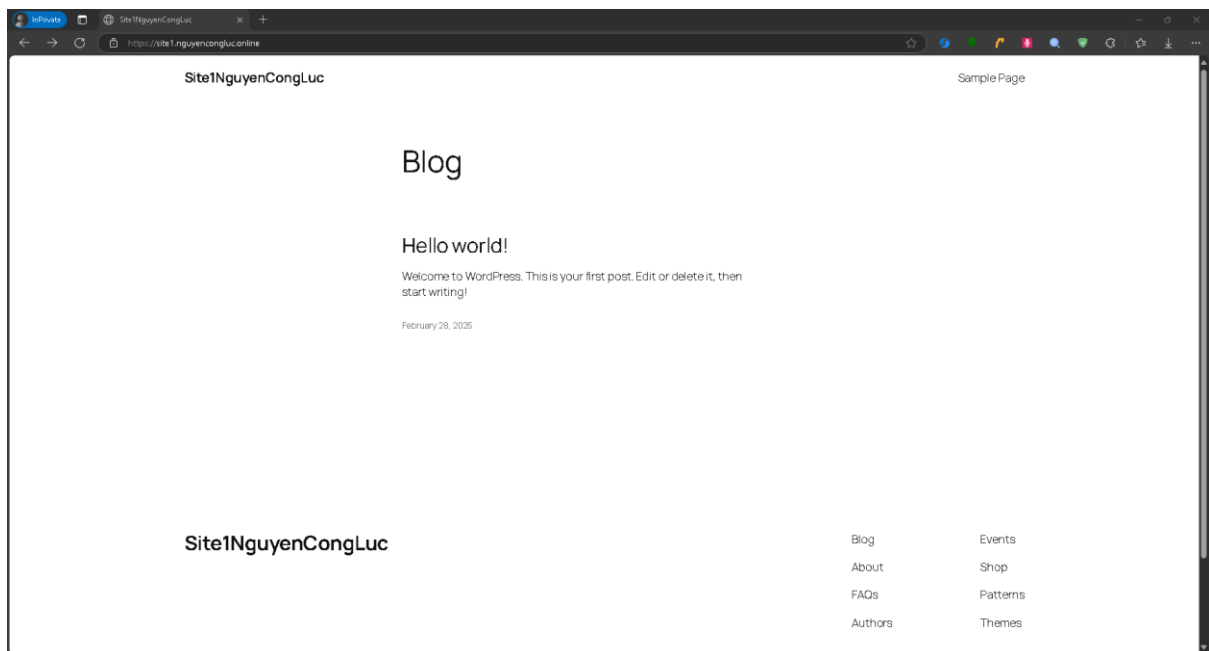 InPrivate
Site1NguyenCongLuc
https://site1.nguyencongluc.online
Site1NguyenCongLuc
Sample Page
Blog
Hello world!
Welcome to WordPress. This is your first post. Edit or delete it, then
start writing!
February 28, 2025
Site1NguyenCongLuc
Blog
Events
About
Shop
FAQs
Patterns
Authors
Themes